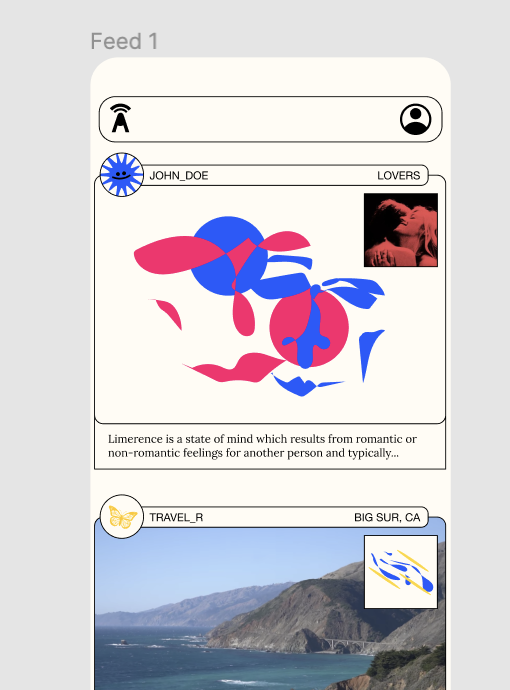 Feed 1
JOHN_DOE LOVERS
Limerence is a state of mind which results from romantic or
non-romantic feelings for another person and typically...
TRAVEL_R BIG SUR, CA